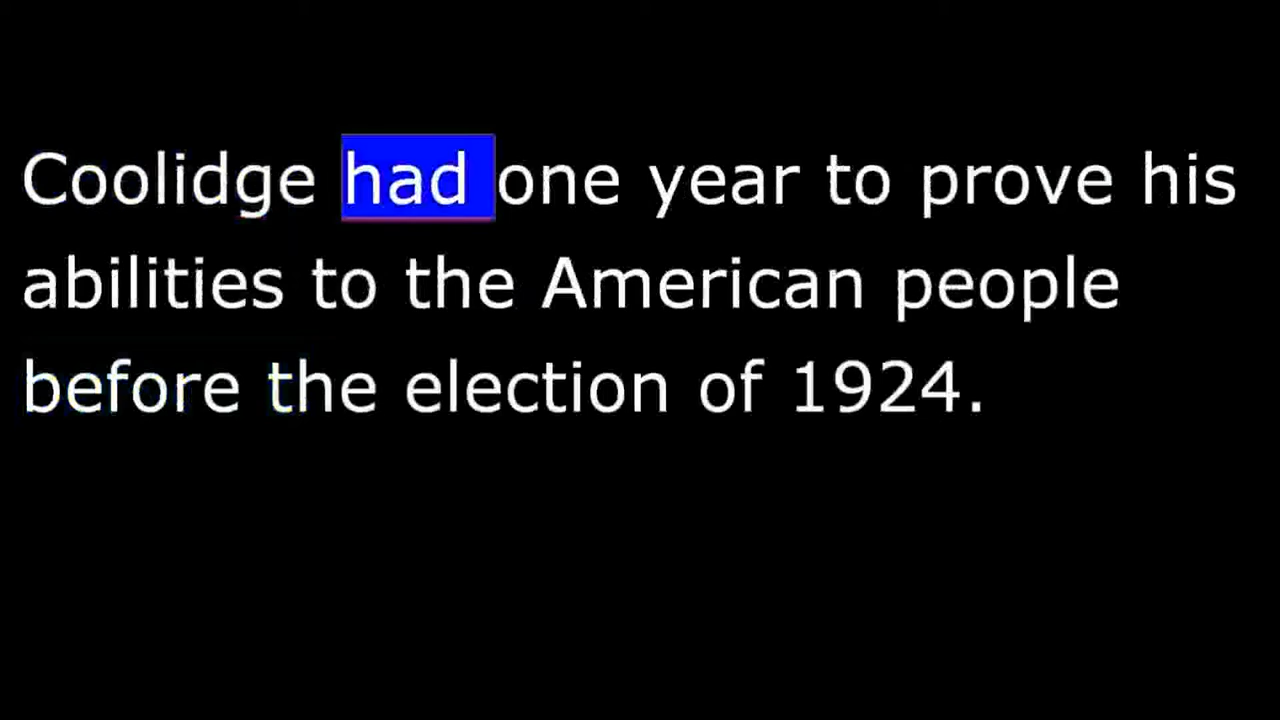 Coolidge had one year to prove his
abilities to the American people
before the election of 1924.